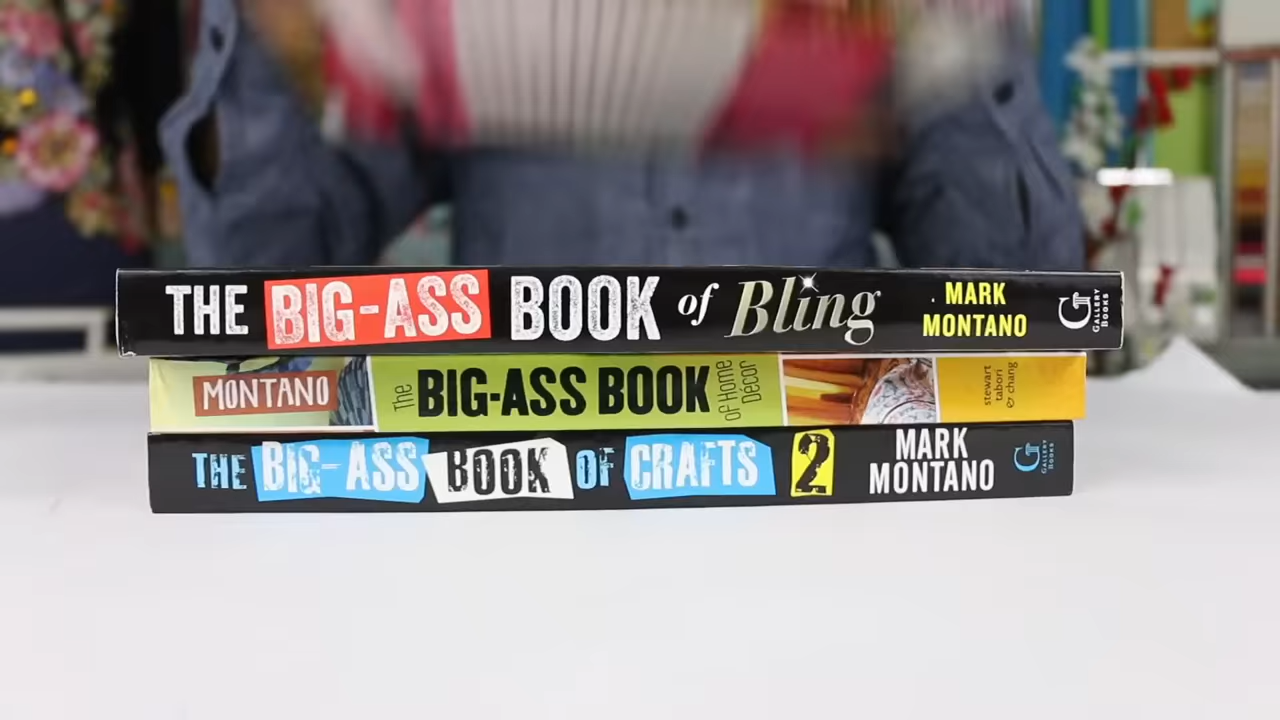 THE BIG-ASS BOOK of Bling MARK MONTANO G GALLERY BOOKS
MONTANO The BIG-ASS BOOK of Home Décor stewart tabori & chang
THE BIG-ASS BOOK OF CRAFTS 2 MARK MONTANO G GALLERY BOOKS